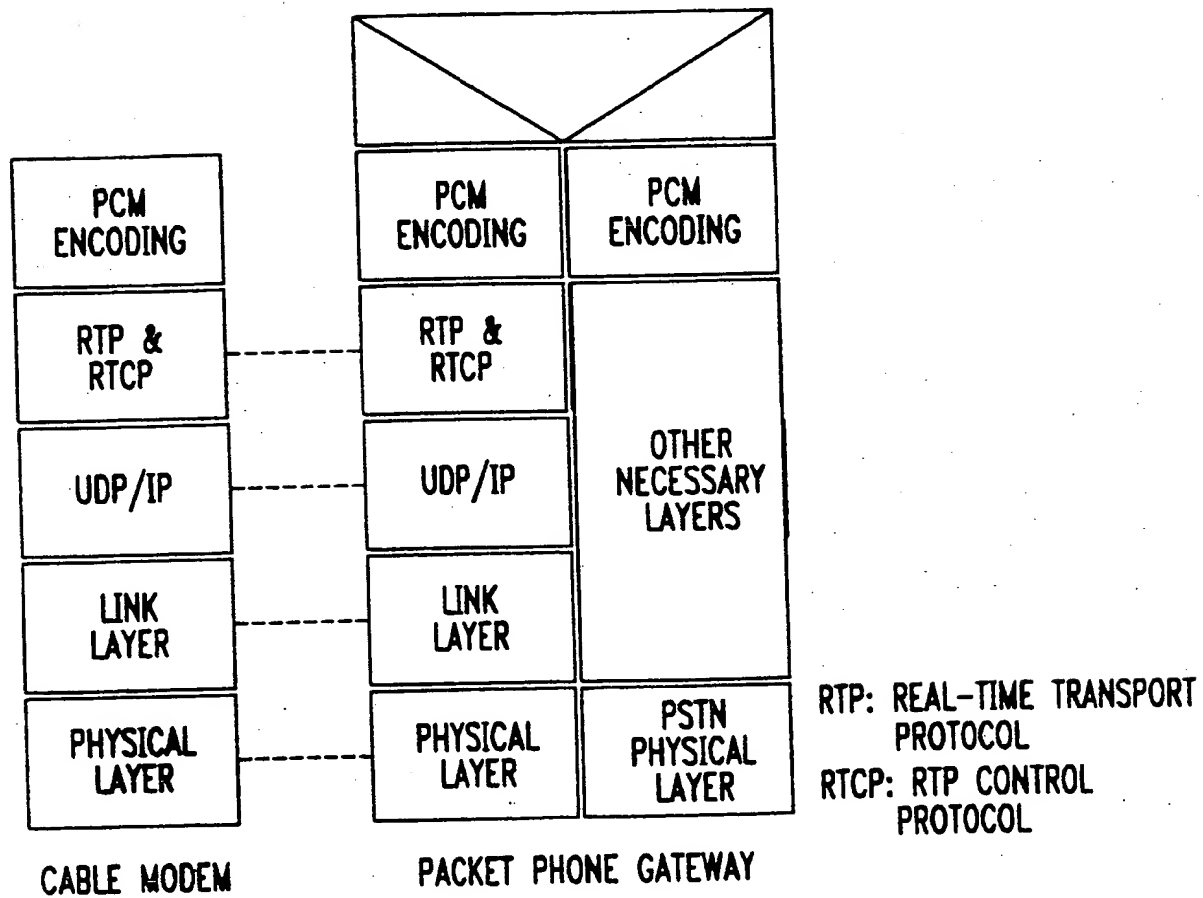 PCM
ENCODING
RTP &
RTCP
UDP/IP
LINK
LAYER
PHYSICAL
LAYER
CABLE MODEM
PCM
ENCODING
RTP &
RTCP
UDP/IP
LINK
LAYER
PHYSICAL
LAYER
PCM
ENCODING
OTHER
NECESSARY
LAYERS
PSTN
PHYSICAL
LAYER
PACKET PHONE GATEWAY
RTP: REAL-TIME TRANSPORT
PROTOCOL
RTCP: RTP CONTROL
PROTOCOL